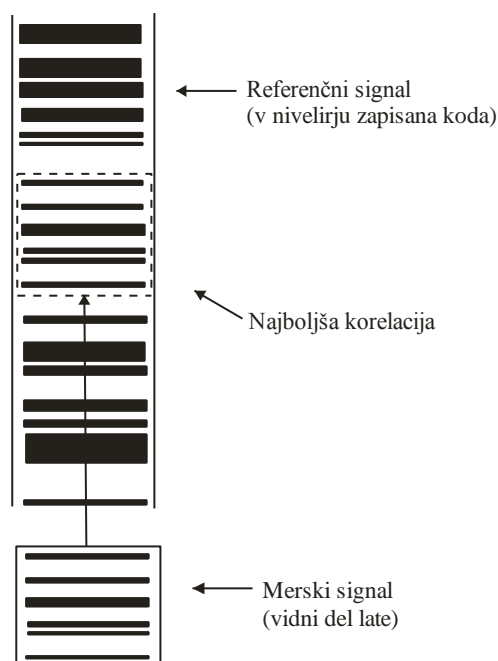 Referenčni signal
(v nivelirju zapisana koda)
Najboljša korelacija
Merski signal
(vidni del late)